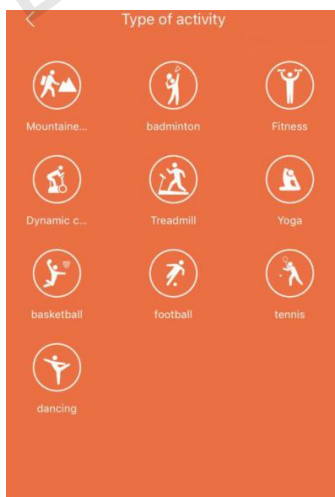 Type of activity
Mountaine... badminton Fitness
Dynamic c... Treadmill Yoga
basketball football tennis
dancing